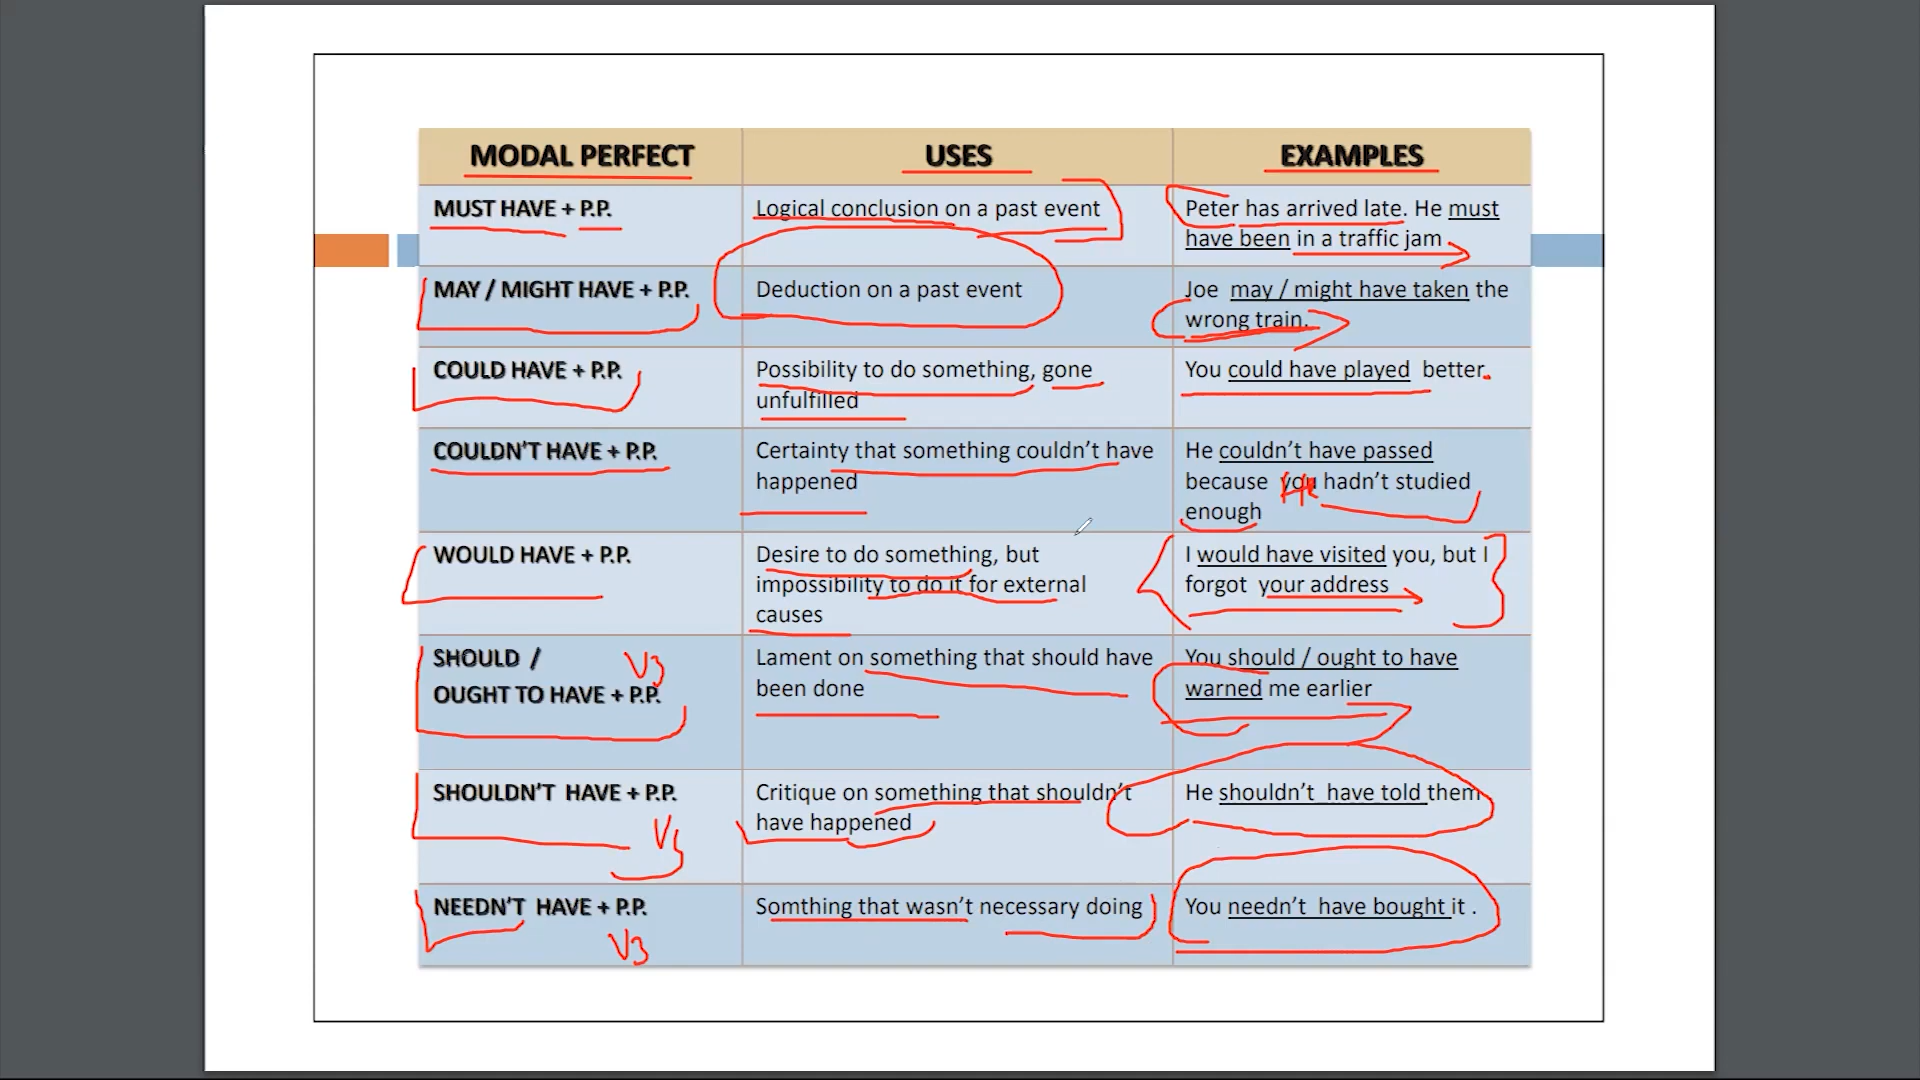 MODAL PERFECT USES EXAMPLES
MUST HAVE + P.P.
Logical conclusion on a past event
Peter has arrived late. He must
have been in a traffic jam
MAY / MIGHT HAVE + P.P.
Deduction on a past event
Joe may / might have taken the
wrong train.
COULD HAVE + P.P.
Possibility to do something, gone
unfulfilled
You could have played better.
COULDN'T HAVE + P.P.
Certainty that something couldn't have
happened
He couldn't have passed
because you hadn't studied
He
enough
WOULD HAVE + P.P.
Desire to do something, but
impossibility to do it for external
causes
I would have visited you, but I
forgot your address
SHOULD /
V3
OUGHT TO HAVE + P.P.
Lament on something that should have
been done
You should / ought to have
warned me earlier
SHOULDN'T HAVE + P.P.
V3
Critique on something that shouldn't
have happened
He shouldn't have told them
NEEDN'T HAVE + P.P.
V3
Somthing that wasn't necessary doing
You needn't have bought it .